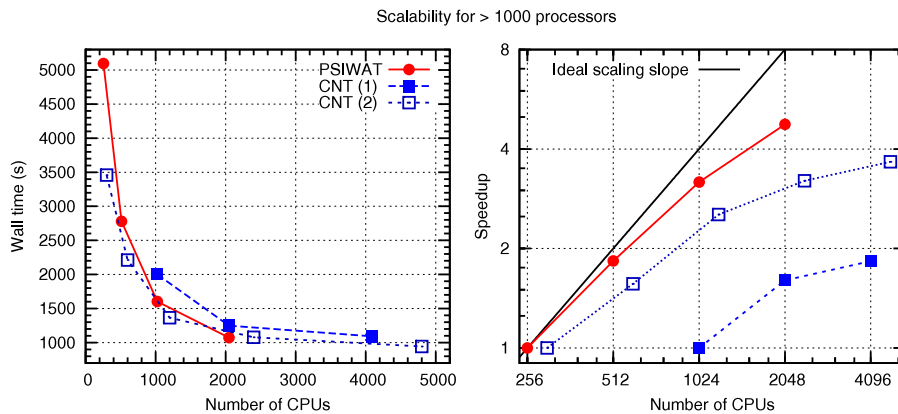 Scalability for > 1000 processors
5000
4500
4000
3500
3000
2500
2000
1500
1000
Wall time (s)
PSIWAT
CNT (1)
CNT (2)
0 1000 2000 3000 4000 5000
Number of CPUs
8
4
2
1
Speedup
Ideal scaling slope
256 512 1024 2048 4096
Number of CPUs